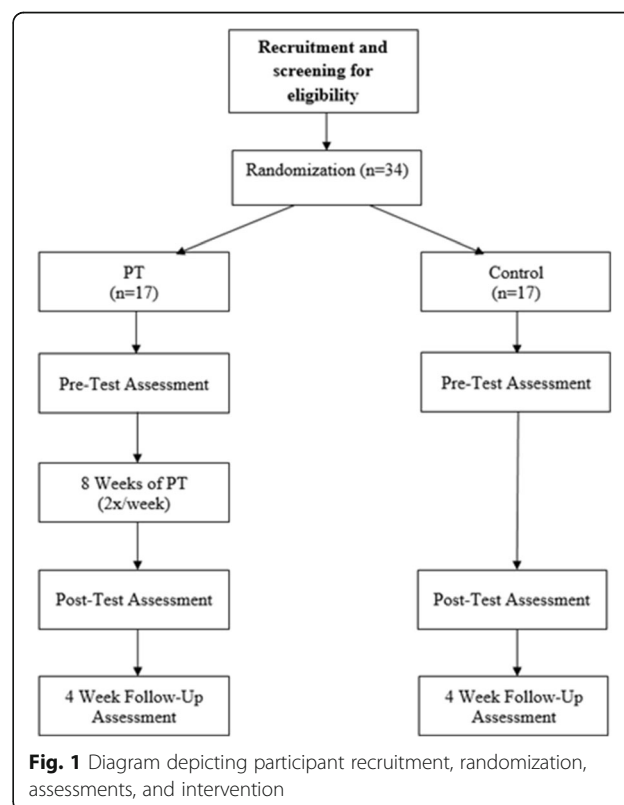 Recruitment and
screening for
eligibility
Randomization (n=34)
PT
(n=17)
Control
(n=17)
Pre-Test Assessment
Pre-Test Assessment
8 Weeks of PT
(2x/week)
Post-Test Assessment
Post-Test Assessment
4 Week Follow-Up
Assessment
4 Week Follow-Up
Assessment
Fig. 1 Diagram depicting participant recruitment, randomization,
assessments, and intervention